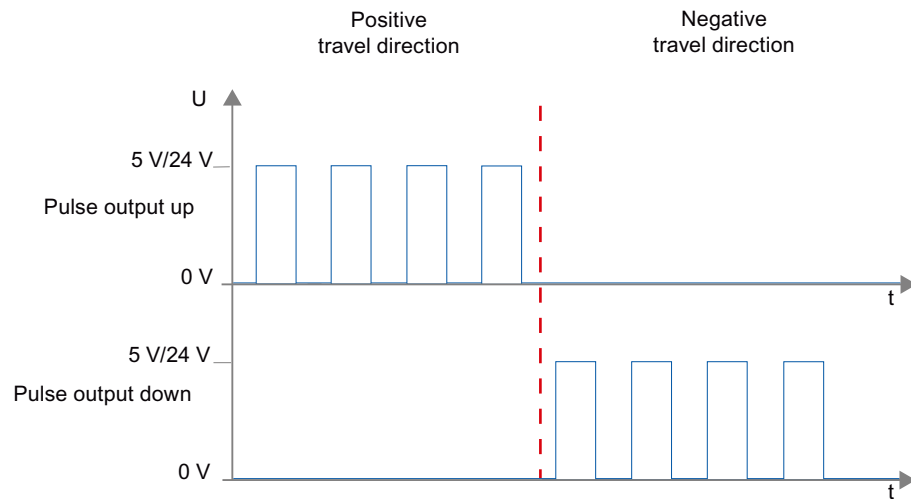 Positive
travel direction
Negative
travel direction
U
5 V/24 V
Pulse output up
0 V
t
5 V/24 V
Pulse output down
0 V
t